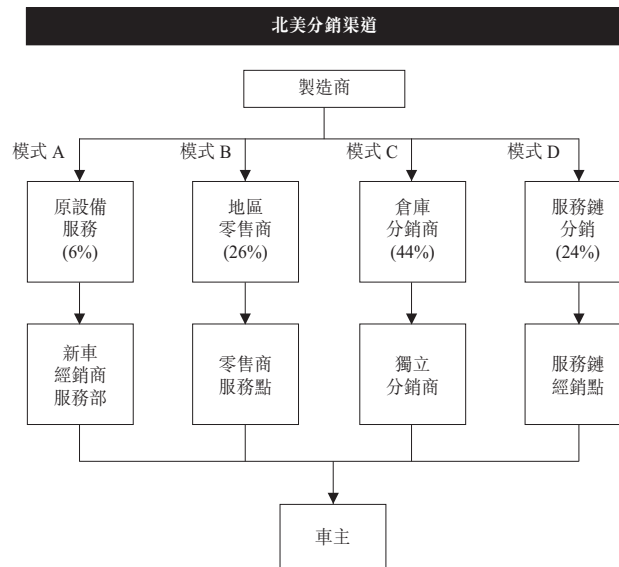 北美分銷渠道
製造商
模式 A
模式 B
模式 C
模式 D
原設備
服務
(6%)
地區
零售商
(26%)
倉庫
分銷商
(44%)
服務鏈
分銷
(24%)
新車
經銷商
服務部
零售商
服務點
獨立
分銷商
服務鏈
經銷點
車主